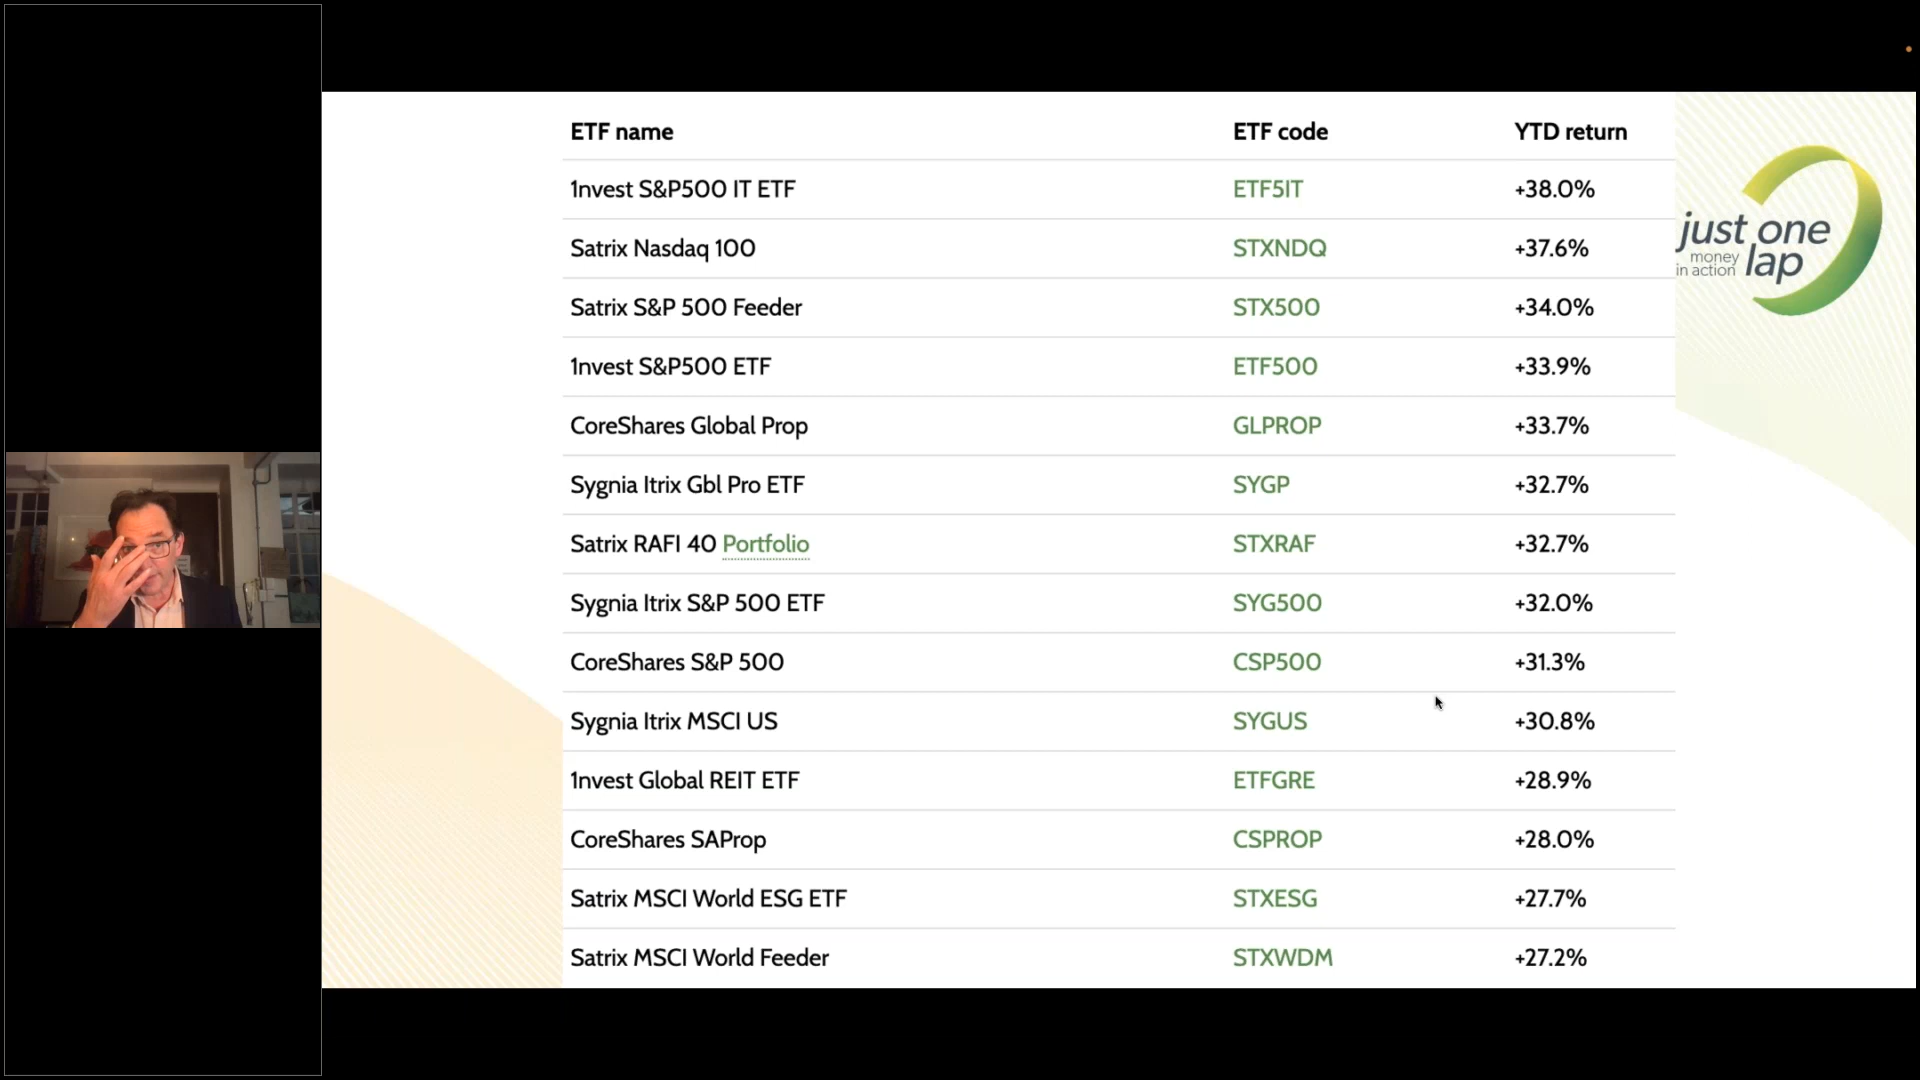 ETF name ETF code YTD return
1nvest S&P500 IT ETF ETF5IT +38.0%
Satrix Nasdaq 100 STXNDQ +37.6%
Satrix S&P 500 Feeder STX500 +34.0%
1nvest S&P500 ETF ETF500 +33.9%
CoreShares Global Prop GLPROP +33.7%
Sygnia Itrix Gbl Pro ETF SYGP +32.7%
Satrix RAFI 40 Portfolio STXRAF +32.7%
Sygnia Itrix S&P 500 ETF SYG500 +32.0%
CoreShares S&P 500 CSP500 +31.3%
Sygnia Itrix MSCI US SYGUS +30.8%
1nvest Global REIT ETF ETFGRE +28.9%
CoreShares SAProp CSPROP +28.0%
Satrix MSCI World ESG ETF STXESG +27.7%
Satrix MSCI World Feeder STXWDM +27.2%
just one
lap
money
in action